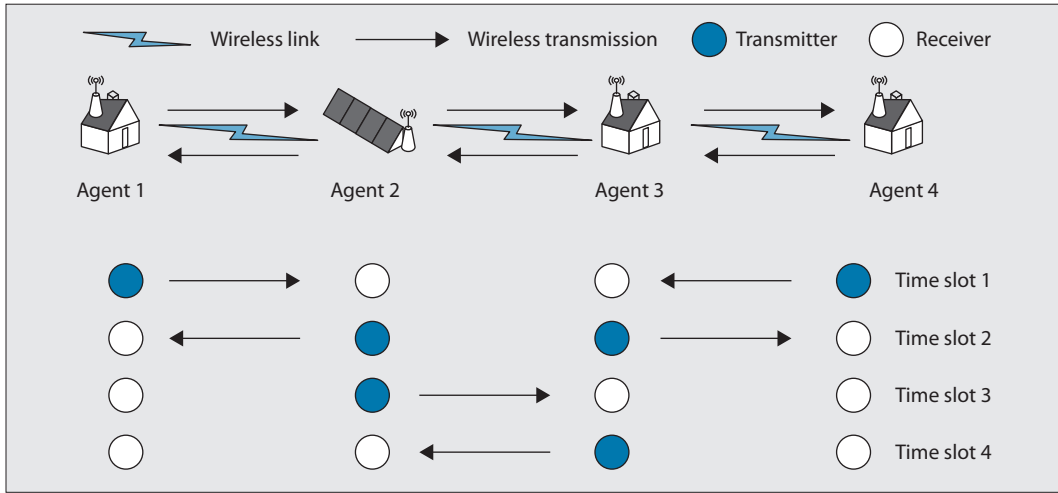 Wireless link Wireless transmission Transmitter Receiver
Agent 1 Agent 2 Agent 3 Agent 4
Time slot 1
Time slot 2
Time slot 3
Time slot 4